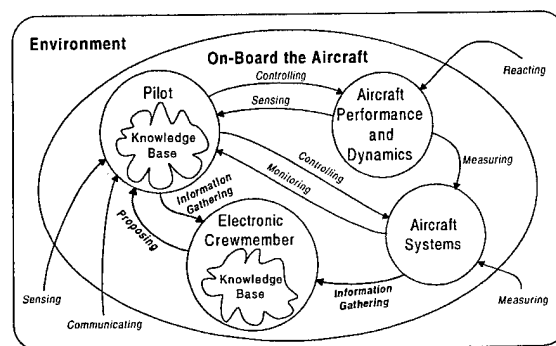 Environment
On-Board the Aircraft
Pilot
Knowledge
Base
Controlling
Sensing
Aircraft
Performance
and
Dynamics
Reacting
Measuring
Controlling
Monitoring
Information
Gathering
Proposing
Electronic
Crewmember
Knowledge
Base
Aircraft
Systems
Information
Gathering
Sensing
Communicating
Measuring